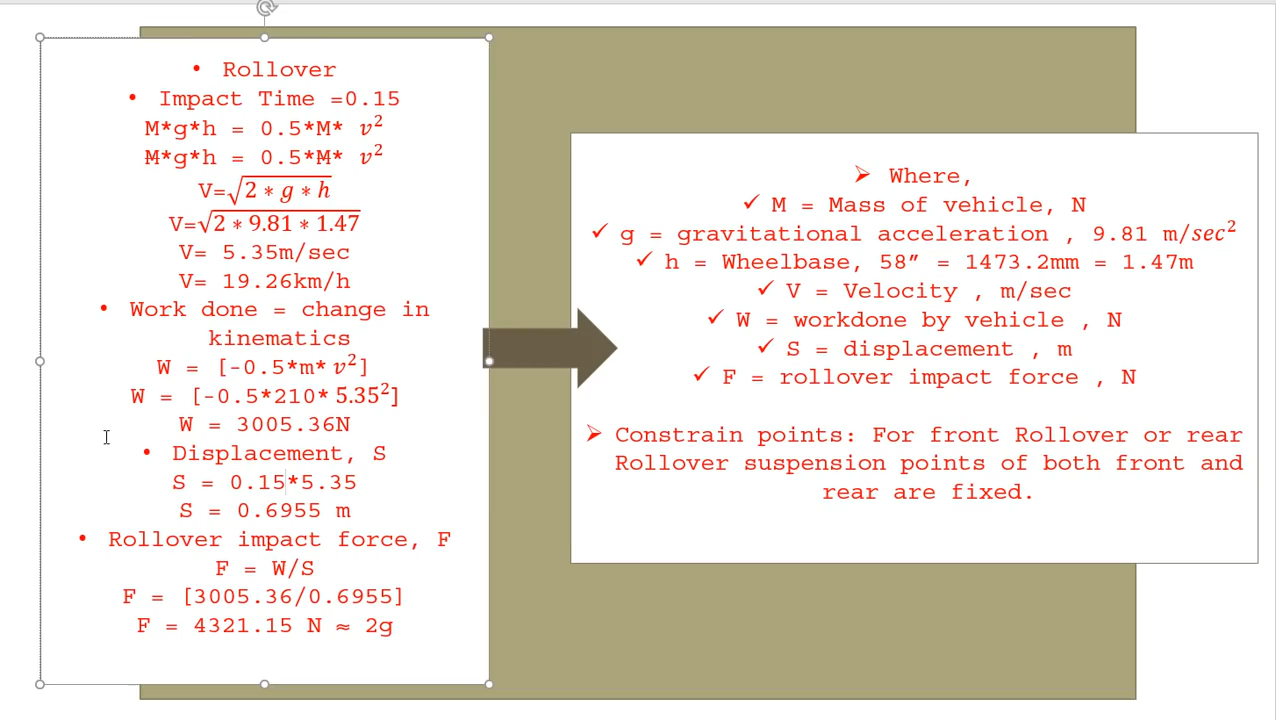 • Rollover
• Impact Time =0.15
M*g*h = 0.5*M* v²
M̶*g*h = 0.5*M̶* v²
V=√(2 * g * h)
V=√(2 * 9.81 * 1.47)
V= 5.35m/sec
V= 19.26km/h
• Work done = change in
kinematics
W = [-0.5*m* v²]
W = [-0.5*210* 5.35²]
W = 3005.36N
• Displacement, S
S = 0.15*5.35
S = 0.6955 m
• Rollover impact force, F
F = W/S
F = [3005.36/0.6955]
F = 4321.15 N ≈ 2g
➢ Where,
✓ M = Mass of vehicle, N
✓ g = gravitational acceleration , 9.81 m/sec²
✓ h = Wheelbase, 58” = 1473.2mm = 1.47m
✓ V = Velocity , m/sec
✓ W = workdone by vehicle , N
✓ S = displacement , m
✓ F = rollover impact force , N
➢ Constrain points: For front Rollover or rear
Rollover suspension points of both front and
rear are fixed.